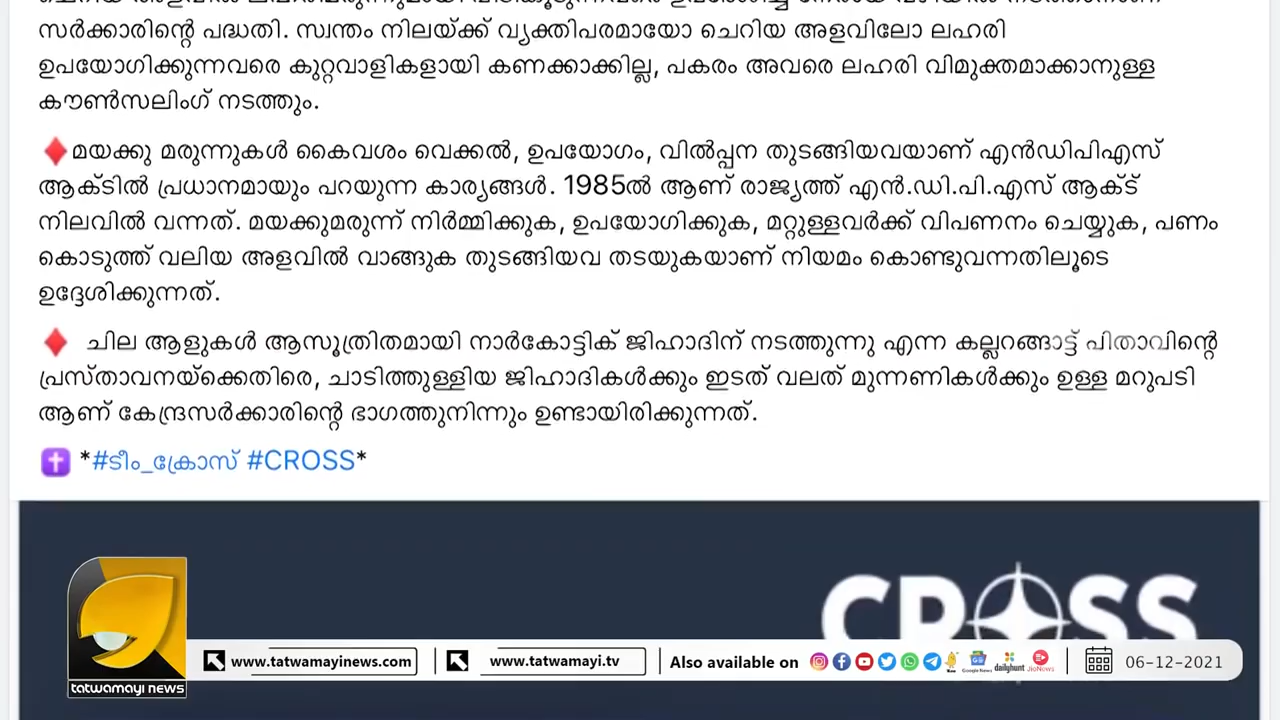 സർക്കാരിന്റെ പദ്ധതി. സ്വന്തം നിലയ്ക്ക് വ്യക്തിപരമായോ ചെറിയ അളവിലോ ലഹരി
ഉപയോഗിക്കുന്നവരെ കുറ്റവാളികളായി കണക്കാക്കില്ല, പകരം അവരെ ലഹരി വിമുക്തമാക്കാനുള്ള
കൗൺസലിംഗ് നടത്തും.
♦️മയക്കു മരുന്നുകൾ കൈവശം വെക്കൽ, ഉപയോഗം, വിൽപ്പന തുടങ്ങിയവയാണ് എൻഡിപിഎസ്
ആക്ടിൽ പ്രധാനമായും പറയുന്ന കാര്യങ്ങൾ. 1985ൽ ആണ് രാജ്യത്ത് എൻ.ഡി.പി.എസ് ആക്ട്
നിലവിൽ വന്നത്. മയക്കുമരുന്ന് നിർമ്മിക്കുക, ഉപയോഗിക്കുക, മറ്റുള്ളവർക്ക് വിപണനം ചെയ്യുക, പണം
കൊടുത്ത് വലിയ അളവിൽ വാങ്ങുക തുടങ്ങിയവ തടയുകയാണ് നിയമം കൊണ്ടുവന്നതിലൂടെ
ഉദ്ദേശിക്കുന്നത്.
♦️ ചില ആളുകൾ ആസൂത്രിതമായി നാർകോട്ടിക് ജിഹാദിന് നടത്തുന്നു എന്ന കല്ലറങ്ങാട്ട് പിതാവിന്റെ
പ്രസ്താവനയ്ക്കെതിരെ, ചാടിത്തുള്ളിയ ജിഹാദികൾക്കും ഇടത് വലത് മുന്നണികൾക്കും ഉള്ള മറുപടി
ആണ് കേന്ദ്രസർക്കാരിന്റെ ഭാഗത്തുനിന്നും ഉണ്ടായിരിക്കുന്നത്.
✝️ *#ടീം_ക്രോസ് #CROSS*
CROSS
tatwamayi news
www.tatwamayinews.com
www.tatwamayi.tv
Also available on
Google News
dailyhunt
JioNews
06-12-2021